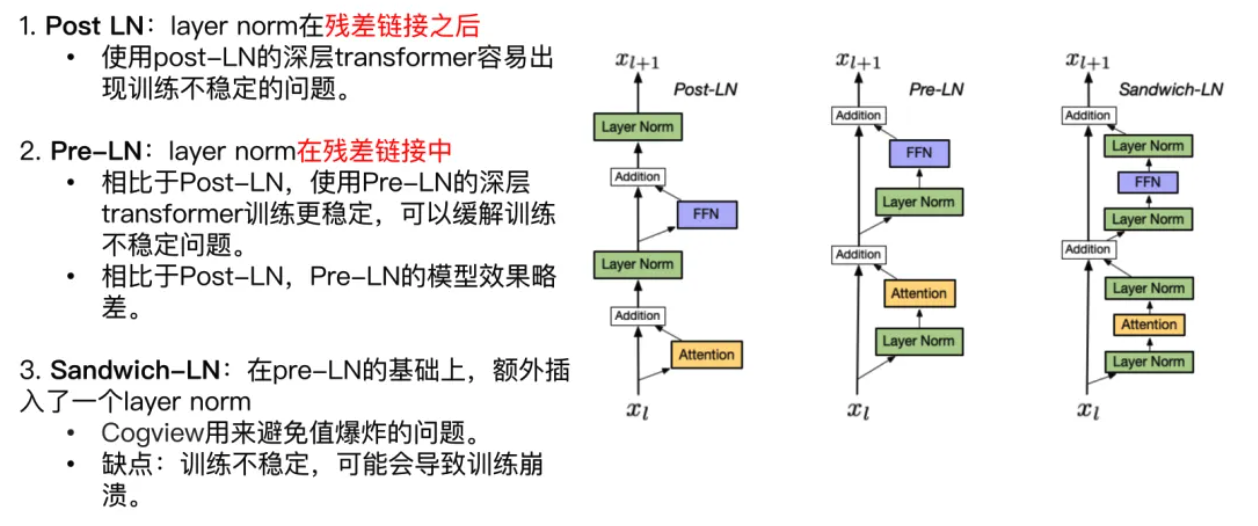 1. Post LN：layer norm在残差链接之后
• 使用post-LN的深层transformer容易出
现训练不稳定的问题。
2. Pre-LN：layer norm在残差链接中
• 相比于Post-LN，使用Pre-LN的深层
transformer训练更稳定，可以缓解训练
不稳定问题。
• 相比于Post-LN，Pre-LN的模型效果略
差。
3. Sandwich-LN：在pre-LN的基础上，额外插
入了一个layer norm
• Cogview用来避免值爆炸的问题。
• 缺点：训练不稳定，可能会导致训练崩
溃。
x_{l+1}
Post-LN
Layer Norm
Addition
FFN
Layer Norm
Addition
Attention
x_l
x_{l+1}
Pre-LN
Addition
FFN
Layer Norm
Addition
Attention
Layer Norm
x_l
x_{l+1}
Sandwich-LN
Addition
Layer Norm
FFN
Layer Norm
Addition
Layer Norm
Attention
Layer Norm
x_l